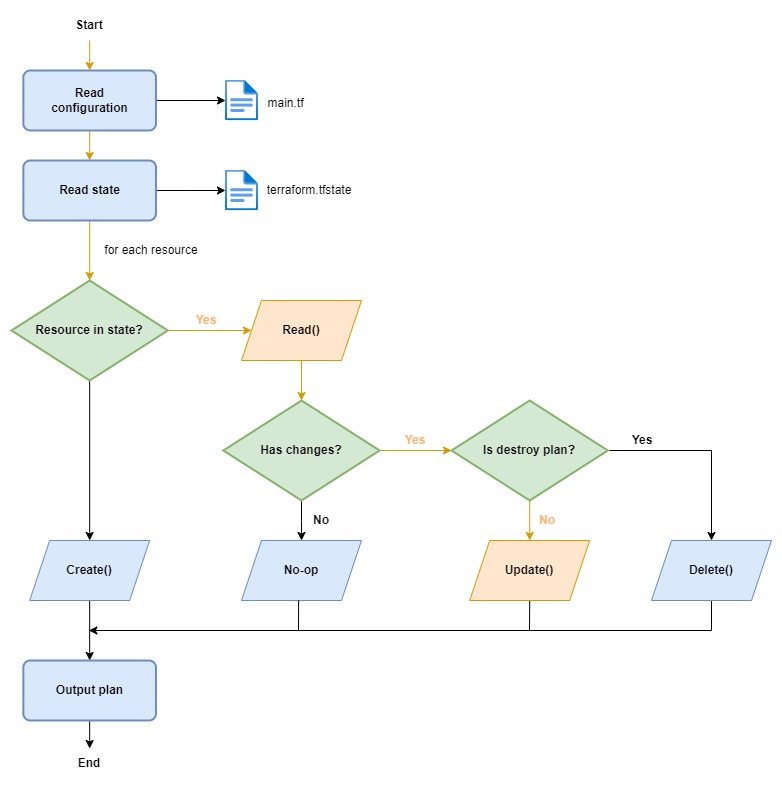 Start
Read
configuration
main.tf
Read state
terraform.tfstate
for each resource
Resource in state?
Yes
Read()
Has changes?
Yes
Is destroy plan?
Yes
No
No
Create()
No-op
Update()
Delete()
Output plan
End